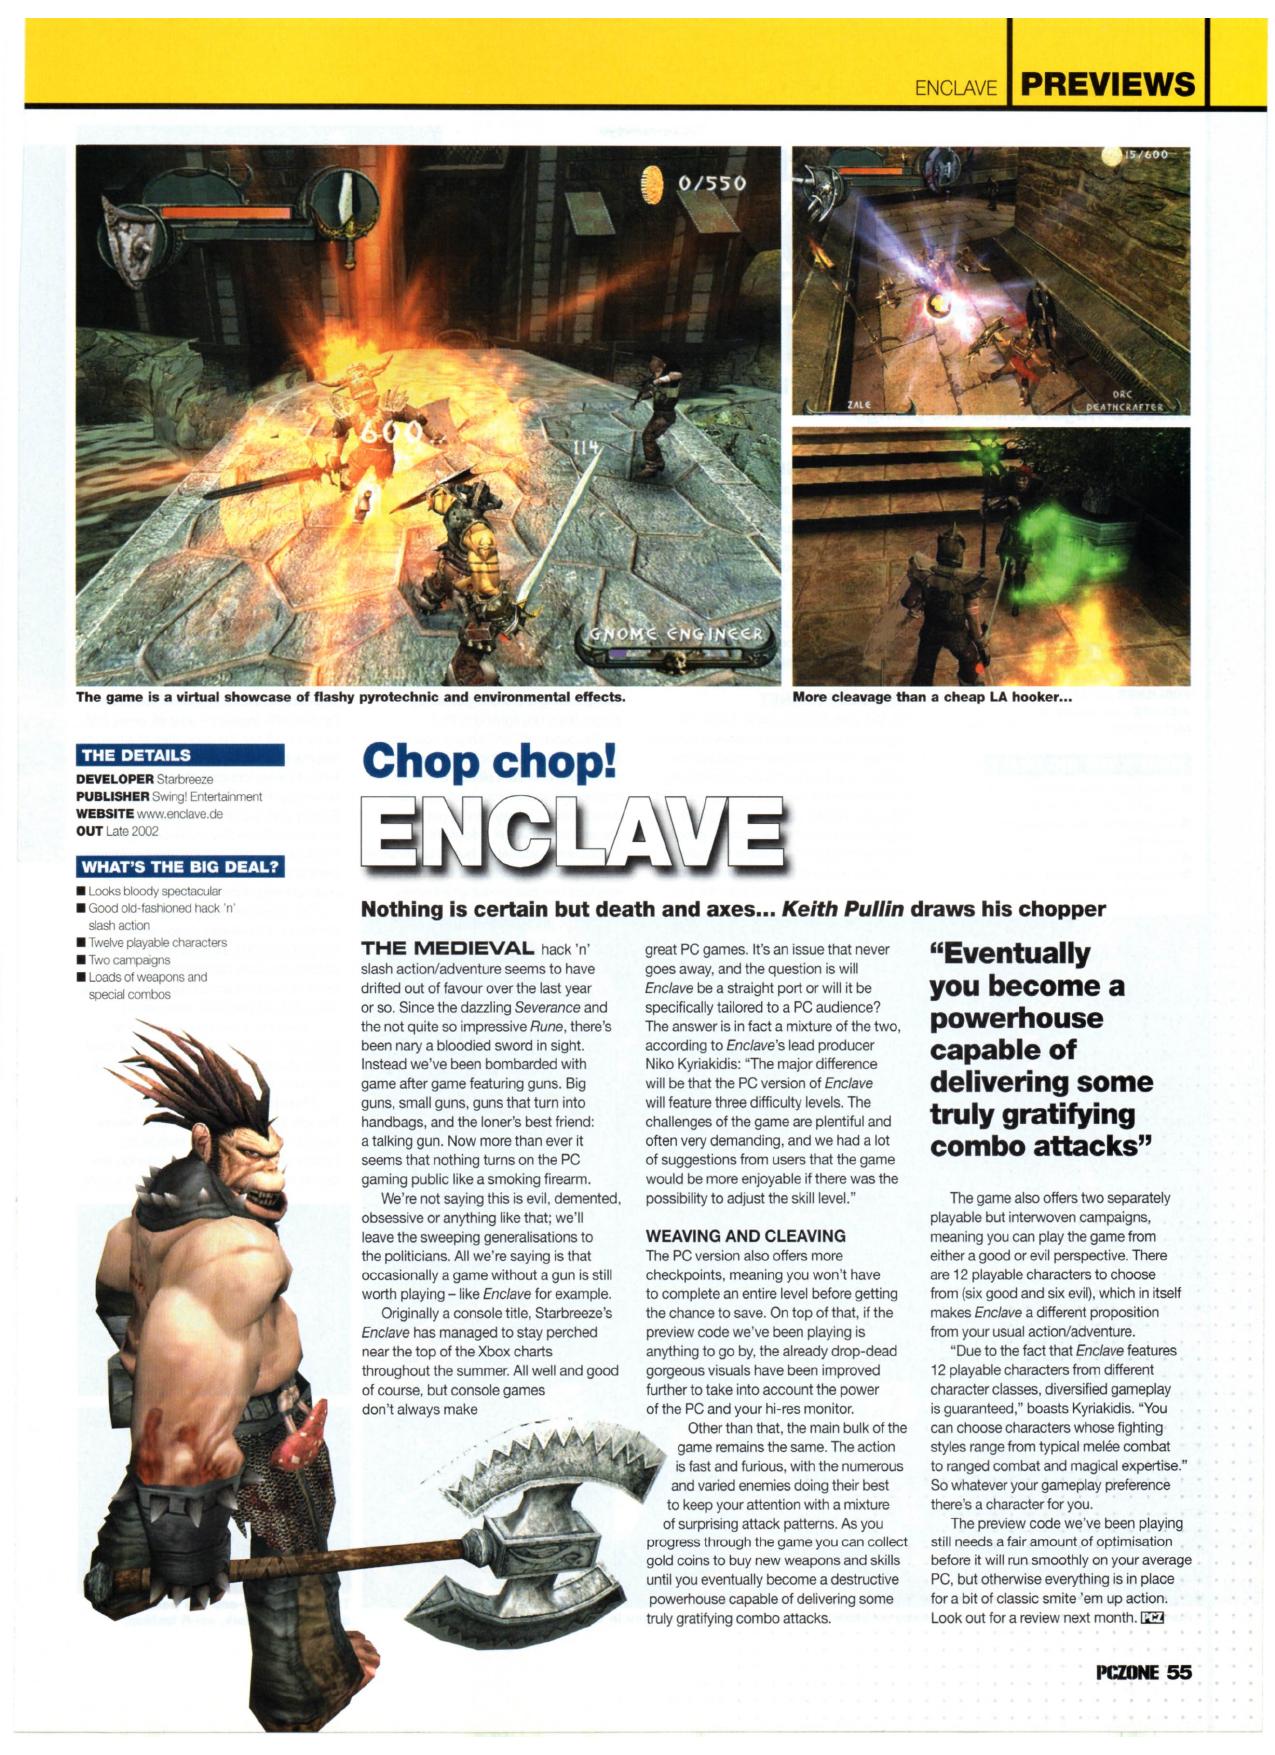 ENCLAVE
PREVIEWS
0/550
600
114
GNOME ENGINEER
15/600
ZALE
ORC
DEATHCRAFTER
The game is a virtual showcase of flashy pyrotechnic and environmental effects.
More cleavage than a cheap LA hooker...
THE DETAILS
DEVELOPER Starbreeze
PUBLISHER Swing! Entertainment
WEBSITE www.enclave.de
OUT Late 2002
WHAT'S THE BIG DEAL?
■ Looks bloody spectacular
■ Good old-fashioned hack 'n'
slash action
■ Twelve playable characters
■ Two campaigns
■ Loads of weapons and
special combos
Chop chop!
ENCLAVE
Nothing is certain but death and axes... Keith Pullin draws his chopper
THE MEDIEVAL hack 'n'
slash action/adventure seems to have
drifted out of favour over the last year
or so. Since the dazzling Severance and
the not quite so impressive Rune, there's
been nary a bloodied sword in sight.
Instead we've been bombarded with
game after game featuring guns. Big
guns, small guns, guns that turn into
handbags, and the loner's best friend:
a talking gun. Now more than ever it
seems that nothing turns on the PC
gaming public like a smoking firearm.
We're not saying this is evil, demented,
obsessive or anything like that; we'll
leave the sweeping generalisations to
the politicians. All we're saying is that
occasionally a game without a gun is still
worth playing – like Enclave for example.
Originally a console title, Starbreeze's
Enclave has managed to stay perched
near the top of the Xbox charts
throughout the summer. All well and good
of course, but console games
don't always make
great PC games. It's an issue that never
goes away, and the question is will
Enclave be a straight port or will it be
specifically tailored to a PC audience?
The answer is in fact a mixture of the two,
according to Enclave's lead producer
Niko Kyriakidis: "The major difference
will be that the PC version of Enclave
will feature three difficulty levels. The
challenges of the game are plentiful and
often very demanding, and we had a lot
of suggestions from users that the game
would be more enjoyable if there was the
possibility to adjust the skill level."
WEAVING AND CLEAVING
The PC version also offers more
checkpoints, meaning you won't have
to complete an entire level before getting
the chance to save. On top of that, if the
preview code we've been playing is
anything to go by, the already drop-dead
gorgeous visuals have been improved
further to take into account the power
of the PC and your hi-res monitor.
Other than that, the main bulk of the
game remains the same. The action
is fast and furious, with the numerous
and varied enemies doing their best
to keep your attention with a mixture
of surprising attack patterns. As you
progress through the game you can collect
gold coins to buy new weapons and skills
until you eventually become a destructive
powerhouse capable of delivering some
truly gratifying combo attacks.
"Eventually
you become a
powerhouse
capable of
delivering some
truly gratifying
combo attacks"
The game also offers two separately
playable but interwoven campaigns,
meaning you can play the game from
either a good or evil perspective. There
are 12 playable characters to choose
from (six good and six evil), which in itself
makes Enclave a different proposition
from your usual action/adventure.
"Due to the fact that Enclave features
12 playable characters from different
character classes, diversified gameplay
is guaranteed," boasts Kyriakidis. "You
can choose characters whose fighting
styles range from typical melée combat
to ranged combat and magical expertise."
So whatever your gameplay preference
there's a character for you.
The preview code we've been playing
still needs a fair amount of optimisation
before it will run smoothly on your average
PC, but otherwise everything is in place
for a bit of classic smite 'em up action.
Look out for a review next month. PCZ
PCZONE 55